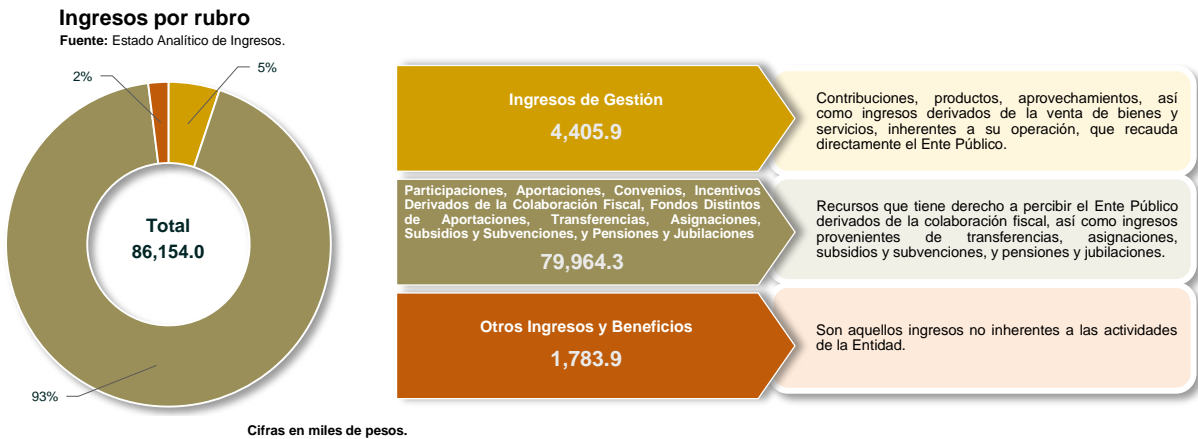 Ingresos por rubro
Fuente: Estado Analítico de Ingresos.
2%
5%
Total
86,154.0
93%
Ingresos de Gestión
4,405.9
Contribuciones, productos, aprovechamientos, así
como ingresos derivados de la venta de bienes y
servicios, inherentes a su operación, que recauda
directamente el Ente Público.
Participaciones, Aportaciones, Convenios, Incentivos
Derivados de la Colaboración Fiscal, Fondos Distintos
de Aportaciones, Transferencias, Asignaciones,
Subsidios y Subvenciones, y Pensiones y Jubilaciones
79,964.3
Recursos que tiene derecho a percibir el Ente Público
derivados de la colaboración fiscal, así como ingresos
provenientes de transferencias, asignaciones,
subsidios y subvenciones, y pensiones y jubilaciones.
Otros Ingresos y Beneficios
1,783.9
Son aquellos ingresos no inherentes a las actividades
de la Entidad.
Cifras en miles de pesos.